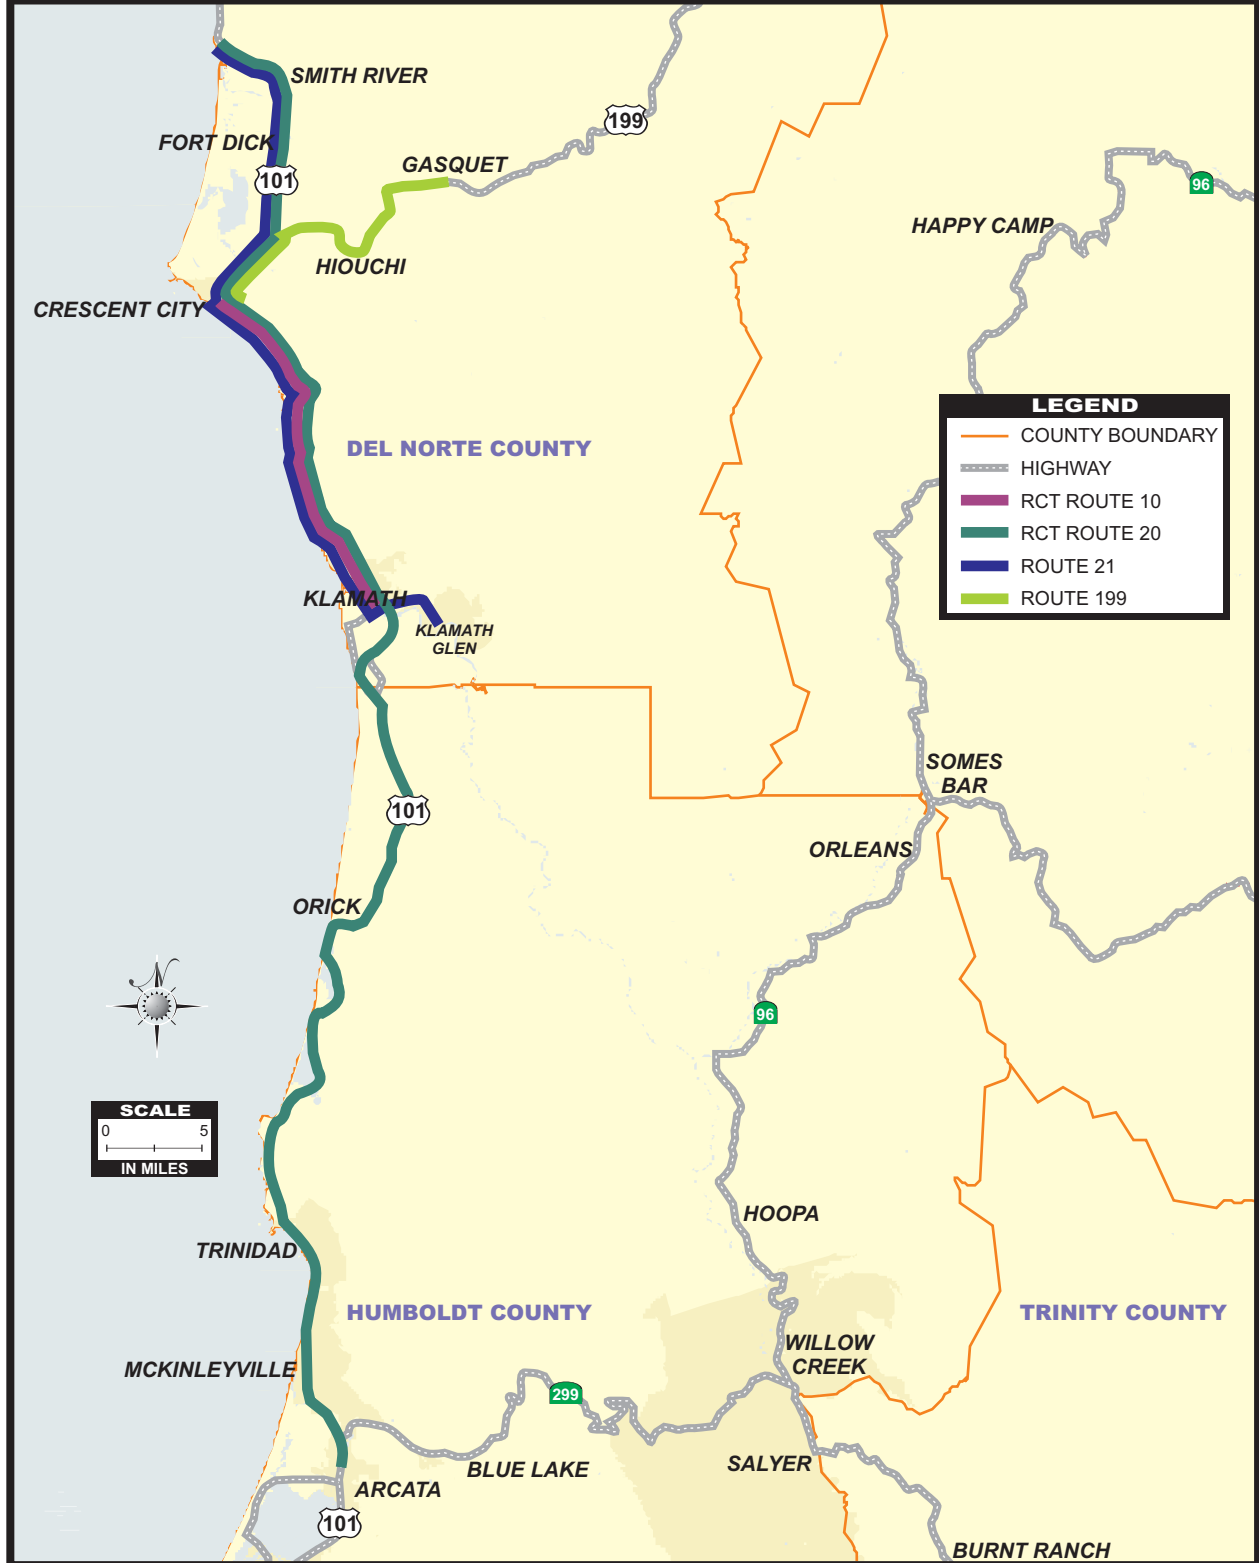 SMITH RIVER
199
FORT DICK
GASQUET
101
96
HAPPY CAMP
HIOUCHI
CRESCENT CITY
DEL NORTE COUNTY
LEGEND
COUNTY BOUNDARY
HIGHWAY
RCT ROUTE 10
RCT ROUTE 20
ROUTE 21
ROUTE 199
KLAMATH
KLAMATH
GLEN
SOMES
BAR
101
ORLEANS
ORICK
N
96
SCALE
0 5
IN MILES
HOOPA
TRINIDAD
HUMBOLDT COUNTY
TRINITY COUNTY
WILLOW
CREEK
MCKINLEYVILLE
299
BLUE LAKE
SALYER
ARCATA
101
BURNT RANCH